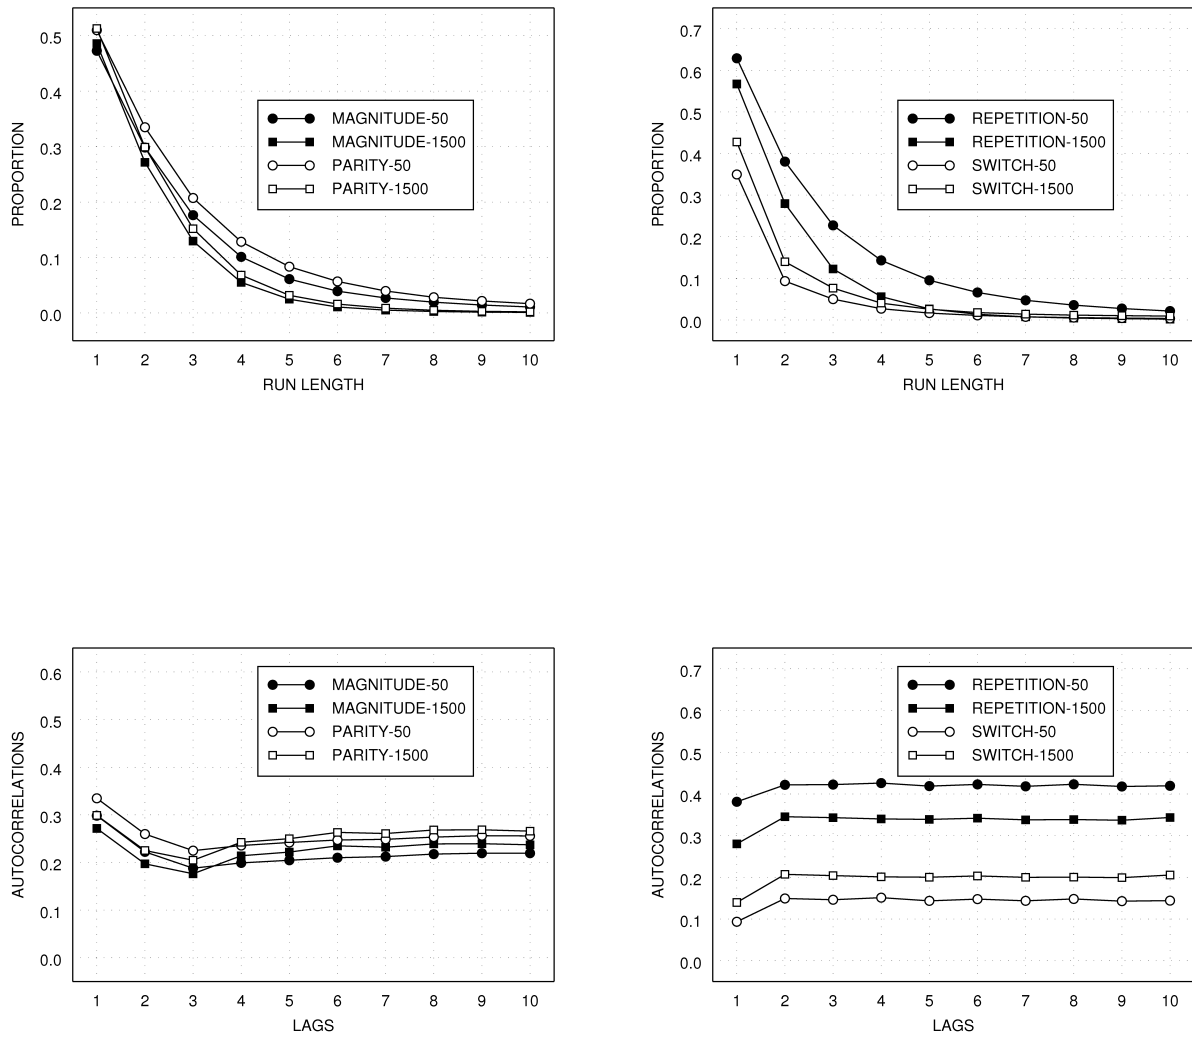 PROPORTION
0.5
0.4
0.3
0.2
0.1
0.0
MAGNITUDE-50
MAGNITUDE-1500
PARITY-50
PARITY-1500
1 2 3 4 5 6 7 8 9 10
RUN LENGTH
PROPORTION
0.7
0.6
0.5
0.4
0.3
0.2
0.1
0.0
REPETITION-50
REPETITION-1500
SWITCH-50
SWITCH-1500
1 2 3 4 5 6 7 8 9 10
RUN LENGTH
AUTOCORRELATIONS
0.6
0.5
0.4
0.3
0.2
0.1
0.0
MAGNITUDE-50
MAGNITUDE-1500
PARITY-50
PARITY-1500
1 2 3 4 5 6 7 8 9 10
LAGS
AUTOCORRELATIONS
0.7
0.6
0.5
0.4
0.3
0.2
0.1
0.0
REPETITION-50
REPETITION-1500
SWITCH-50
SWITCH-1500
1 2 3 4 5 6 7 8 9 10
LAGS